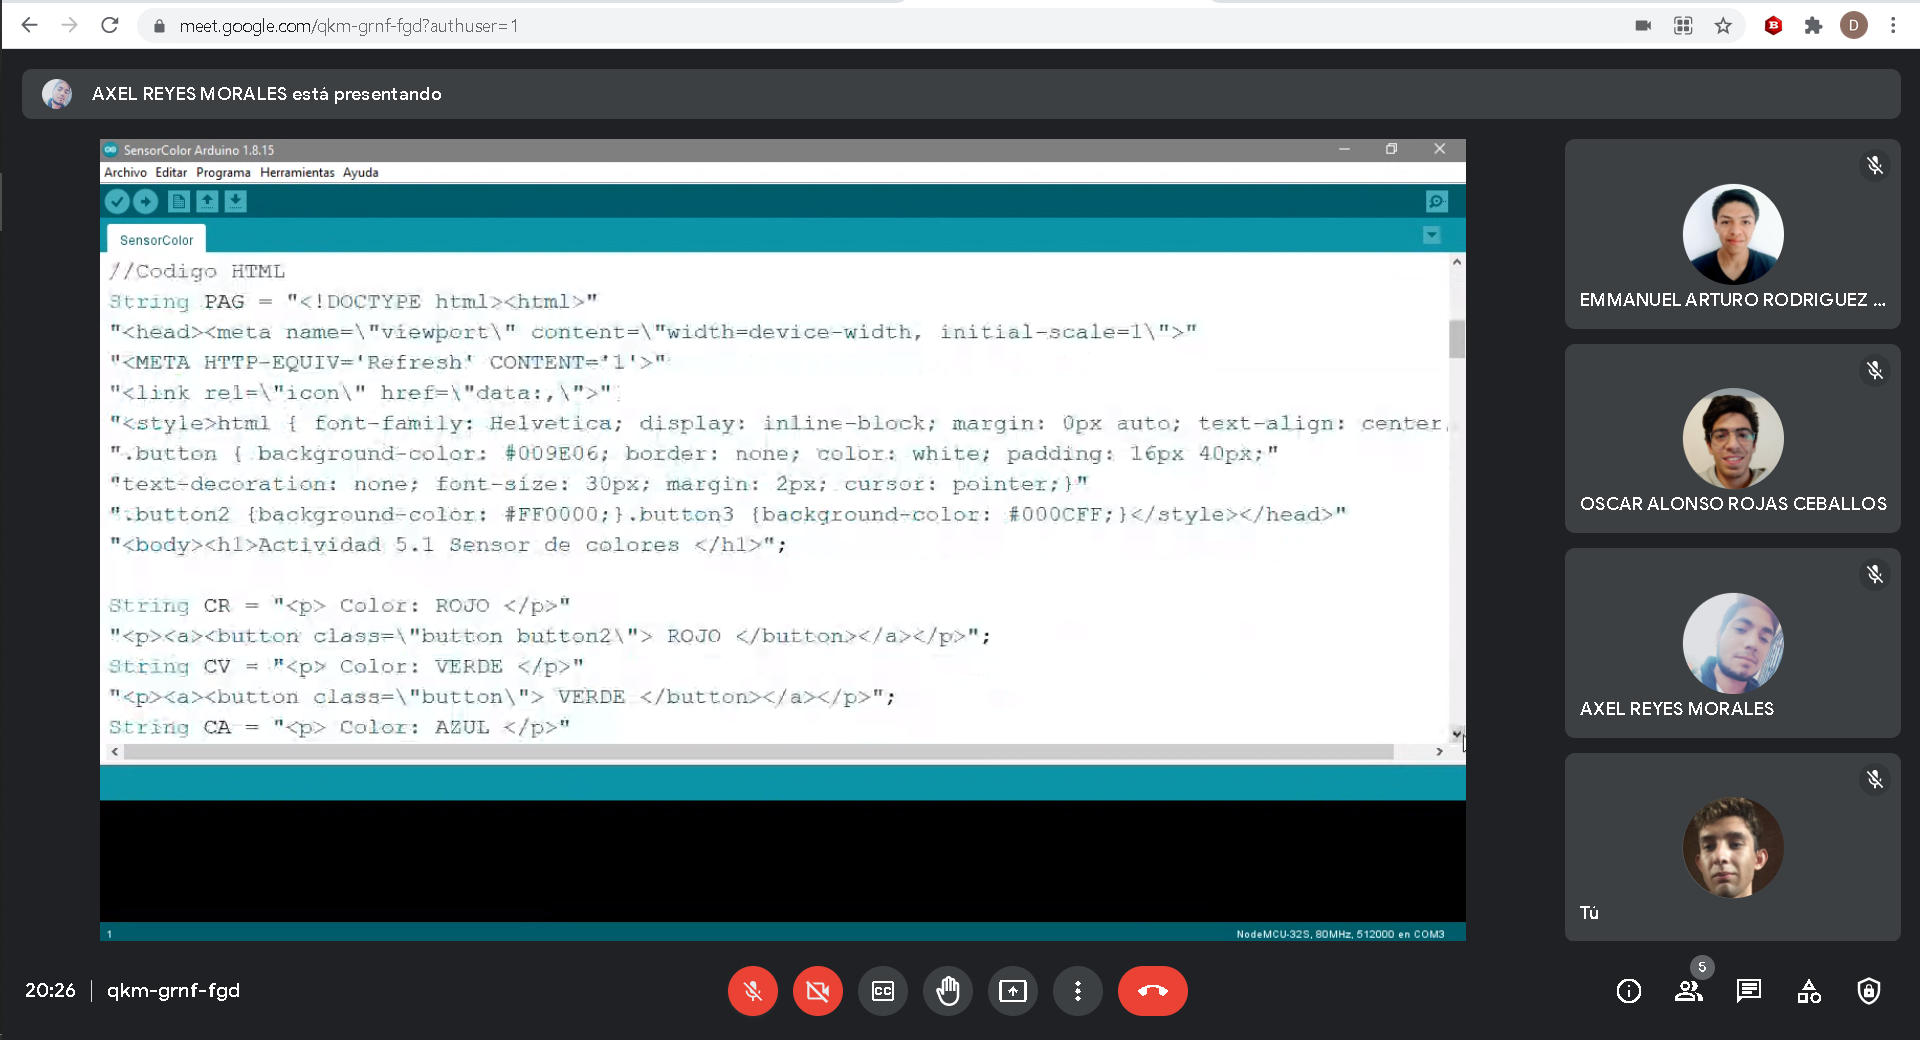 meet.google.com/qkm-grnf-fgd?authuser=1
D
AXEL REYES MORALES está presentando
SensorColor Arduino 1.8.15
Archivo Editar Programa Herramientas Ayuda
SensorColor
//Codigo HTML
String PAG = "<!DOCTYPE html><html>"
"<head><meta name=\"viewport\" content=\"width=device-width, initial-scale=1\">"
"<META HTTP-EQUIV='Refresh' CONTENT='1'>"
"<link rel=\"icon\" href=\"data:,\">"
"<style>html { font-family: Helvetica; display: inline-block; margin: 0px auto; text-align: center
".button { background-color: #009E06; border: none; color: white; padding: 16px 40px;"
"text-decoration: none; font-size: 30px; margin: 2px; cursor: pointer;}"
".button2 {background-color: #FF0000;}.button3 {background-color: #000CFF;}</style></head>"
"<body><h1>Actividad 5.1 Sensor de colores </h1>";
String CR = "<p> Color: ROJO </p>"
"<p><a><button class=\"button button2\"> ROJO </button></a></p>";
String CV = "<p> Color: VERDE </p>"
"<p><a><button class=\"button\"> VERDE </button></a></p>";
String CA = "<p> Color: AZUL </p>"
1
NodeMCU-32S, 80MHz, 512000 en COM3
EMMANUEL ARTURO RODRIGUEZ ...
OSCAR ALONSO ROJAS CEBALLOS
AXEL REYES MORALES
Tú
20:26
qkm-grnf-fgd
CC
5